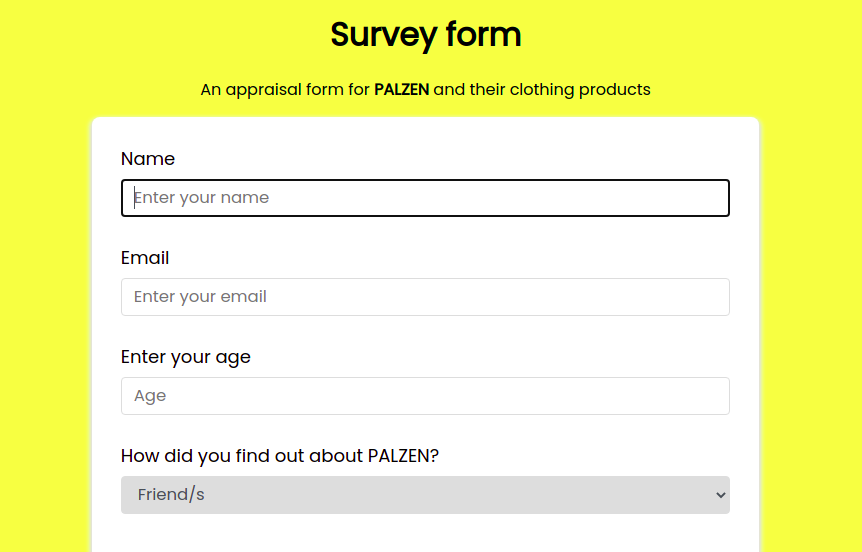 Survey form
An appraisal form for PALZEN and their clothing products
Name
Enter your name
Email
Enter your email
Enter your age
Age
How did you find out about PALZEN?
Friend/s